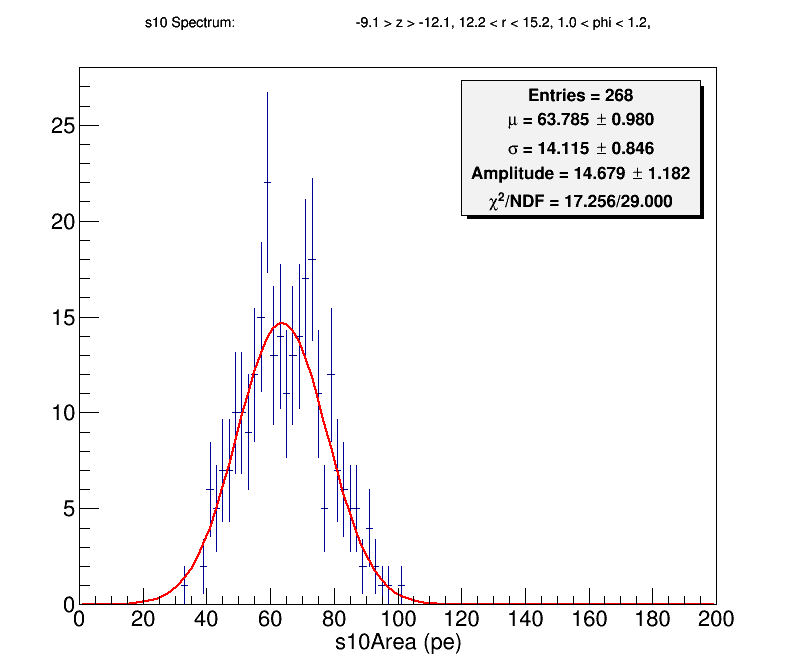 s10 Spectrum: -9.1 > z > -12.1, 12.2 < r < 15.2, 1.0 < phi < 1.2,
Entries = 268
μ = 63.785 ± 0.980
σ = 14.115 ± 0.846
Amplitude = 14.679 ± 1.182
χ²/NDF = 17.256/29.000
25
20
15
10
5
0
0 20 40 60 80 100 120 140 160 180 200
s10Area (pe)